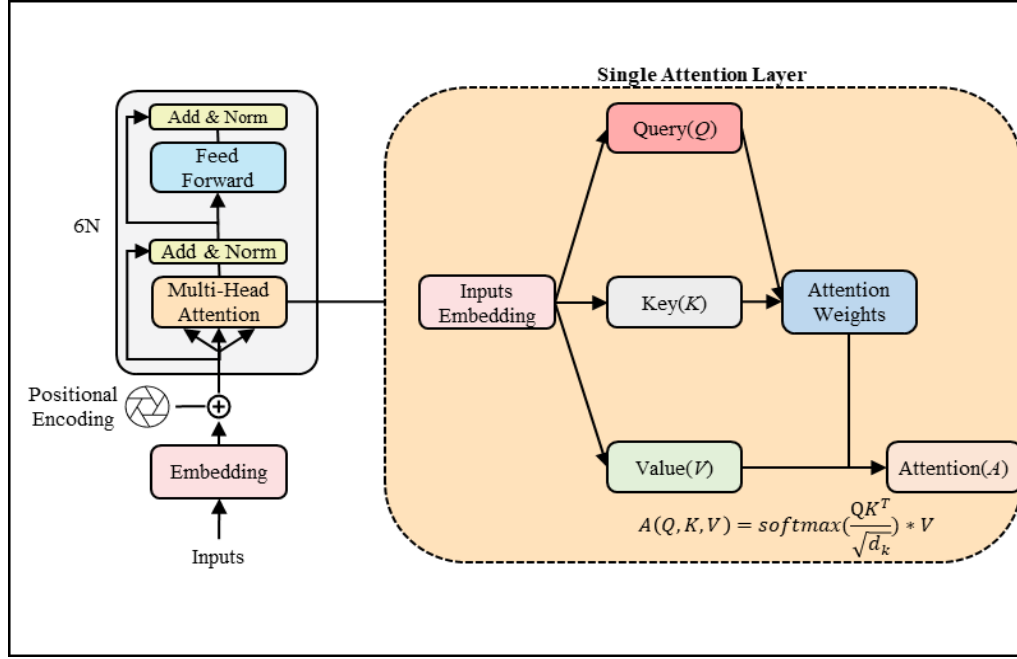 Single Attention Layer
Add & Norm
Feed
Forward
6N
Add & Norm
Multi-Head
Attention
Positional
Encoding
Embedding
Inputs
Query(Q)
Inputs
Embedding
Key(K)
Attention
Weights
Value(V)
Attention(A)
A(Q, K, V) = softmax(QK^T/√d_k) * V